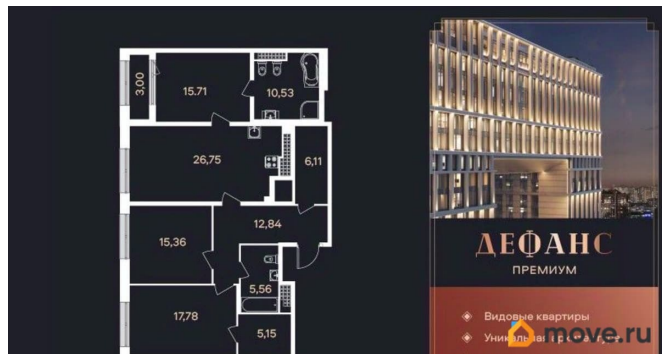 3,00
15.71
10,53
26,75
6,11
12,84
15,36
5,56
17,78
5,15
ДЕФАНС
ПРЕМИУМ
Видовые квартиры
move.ru